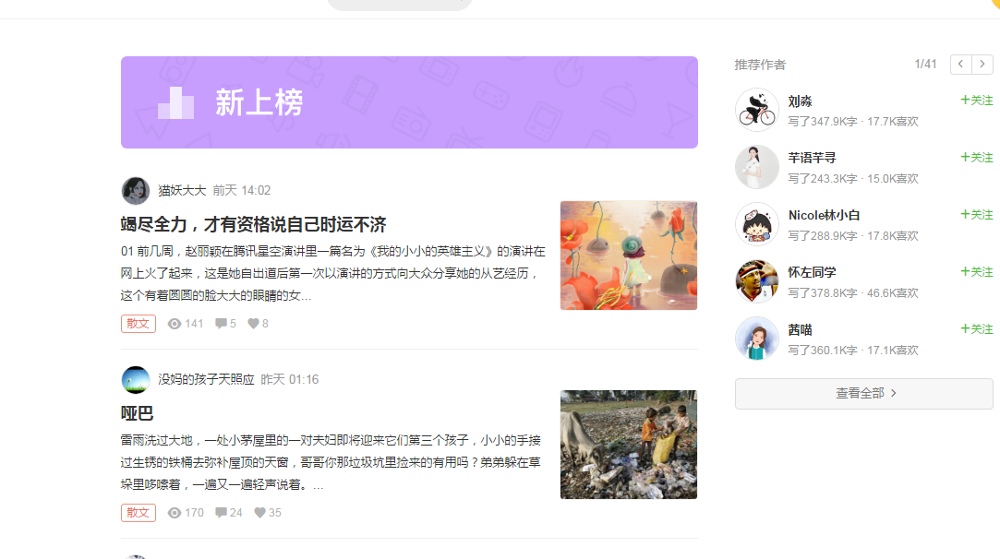 新上榜
猫妖大大 前天 14:02
竭尽全力，才有资格说自己时运不济
01 前几周，赵丽颖在腾讯星空演讲里一篇名为《我的小小的英雄主义》的演讲在
网上火了起来，这是她自出道后第一次以演讲的方式向大众分享她的从艺经历，
这个有着圆圆的脸大大的眼睛的女...
散文 141 5 8
没妈的孩子天照应 昨天 01:16
哑巴
雷雨洗过大地，一处小茅屋里的一对夫妇即将迎来它们第三个孩子，小小的手接
过生锈的铁桶去弥补屋顶的天窗，哥哥你那垃圾坑里捡来的有用吗？弟弟躲在草
垛里哆嗦着，一遍又一遍轻声说着。...
散文 170 24 35
推荐作者 1/41
刘淼 +关注
写了347.9K字 · 17.7K喜欢
芊语芊寻 +关注
写了243.3K字 · 15.0K喜欢
Nicole林小白 +关注
写了288.9K字 · 17.8K喜欢
怀左同学 +关注
写了378.8K字 · 46.6K喜欢
茜喵 +关注
写了360.1K字 · 17.1K喜欢
查看全部